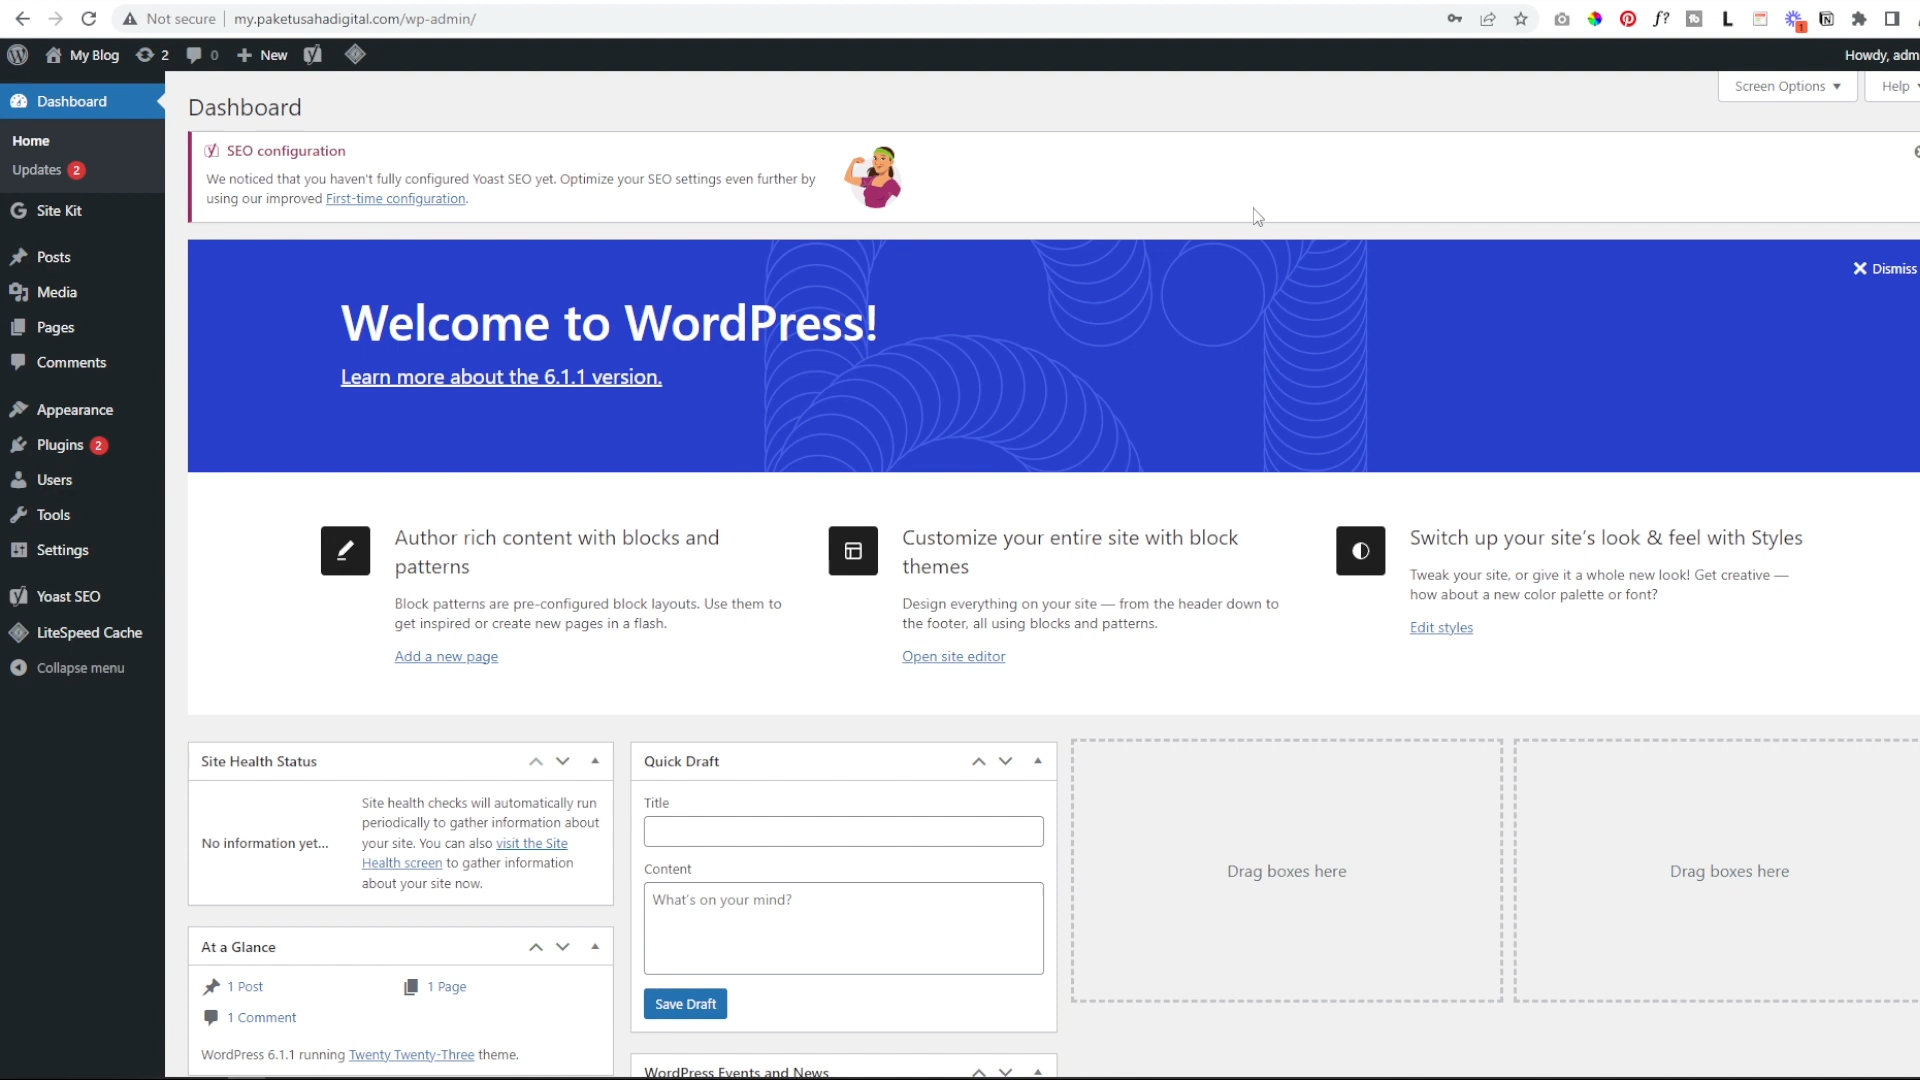 Not secure
my.paketusahadigital.com/wp-admin/
My Blog
2
0
New
Howdy, adm
Screen Options
Help
Dashboard
Home
Updates 2
Site Kit
Posts
Media
Pages
Comments
Appearance
Plugins 2
Users
Tools
Settings
Yoast SEO
LiteSpeed Cache
Collapse menu
Dashboard
SEO configuration
We noticed that you haven't fully configured Yoast SEO yet. Optimize your SEO settings even further by
using our improved First-time configuration.
Dismiss
Welcome to WordPress!
Learn more about the 6.1.1 version.
Author rich content with blocks and
patterns
Block patterns are pre-configured block layouts. Use them to
get inspired or create new pages in a flash.
Add a new page
Customize your entire site with block
themes
Design everything on your site — from the header down to
the footer, all using blocks and patterns.
Open site editor
Switch up your site's look & feel with Styles
Tweak your site, or give it a whole new look! Get creative —
how about a new color palette or font?
Edit styles
Site Health Status
No information yet...
Site health checks will automatically run
periodically to gather information about
your site. You can also visit the Site
Health screen to gather information
about your site now.
At a Glance
1 Post
1 Page
1 Comment
WordPress 6.1.1 running Twenty Twenty-Three theme.
Quick Draft
Title
Content
What's on your mind?
Save Draft
WordPress Events and News
Drag boxes here
Drag boxes here